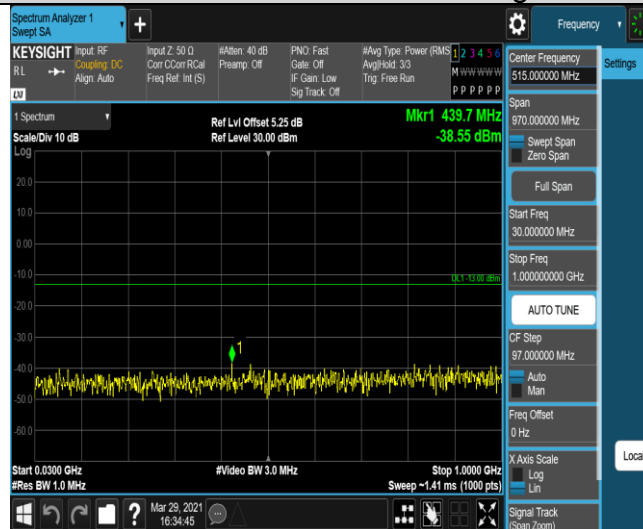 Spectrum Analyzer 1
Swept SA
Frequency
KEYSIGHT
RL
LXI
Input: RF
Coupling: DC
Align: Auto
Input Z: 50 Ω
Corr CCorr RCal
Freq Ref: Int (S)
#Atten: 40 dB
Preamp: Off
PNO: Fast
Gate: Off
IF Gain: Low
Sig Track: Off
#Avg Type: Power (RMS
Avg|Hold: 3/3
Trig: Free Run
1 2 3 4 5 6
M W W W W W
P P P P P P
Center Frequency
515.000000 MHz
Settings
1 Spectrum
Scale/Div 10 dB
Log
Ref Lvl Offset 5.25 dB
Ref Level 30.00 dBm
Mkr1 439.7 MHz
-38.55 dBm
20.0
10.0
0.00
-10.0
-20.0
-30.0
-40.0
-50.0
-60.0
DL1 -13.00 dBm
1
Start 0.0300 GHz
#Res BW 1.0 MHz
#Video BW 3.0 MHz
Stop 1.0000 GHz
Sweep ~1.41 ms (1000 pts)
Span
970.000000 MHz
Swept Span
Zero Span
Full Span
Start Freq
30.000000 MHz
Stop Freq
1.000000000 GHz
AUTO TUNE
CF Step
97.000000 MHz
Auto
Man
Freq Offset
0 Hz
X Axis Scale
Log
Lin
Local
Signal Track
(Span Zoom)
?
Mar 29, 2021
16:34:45